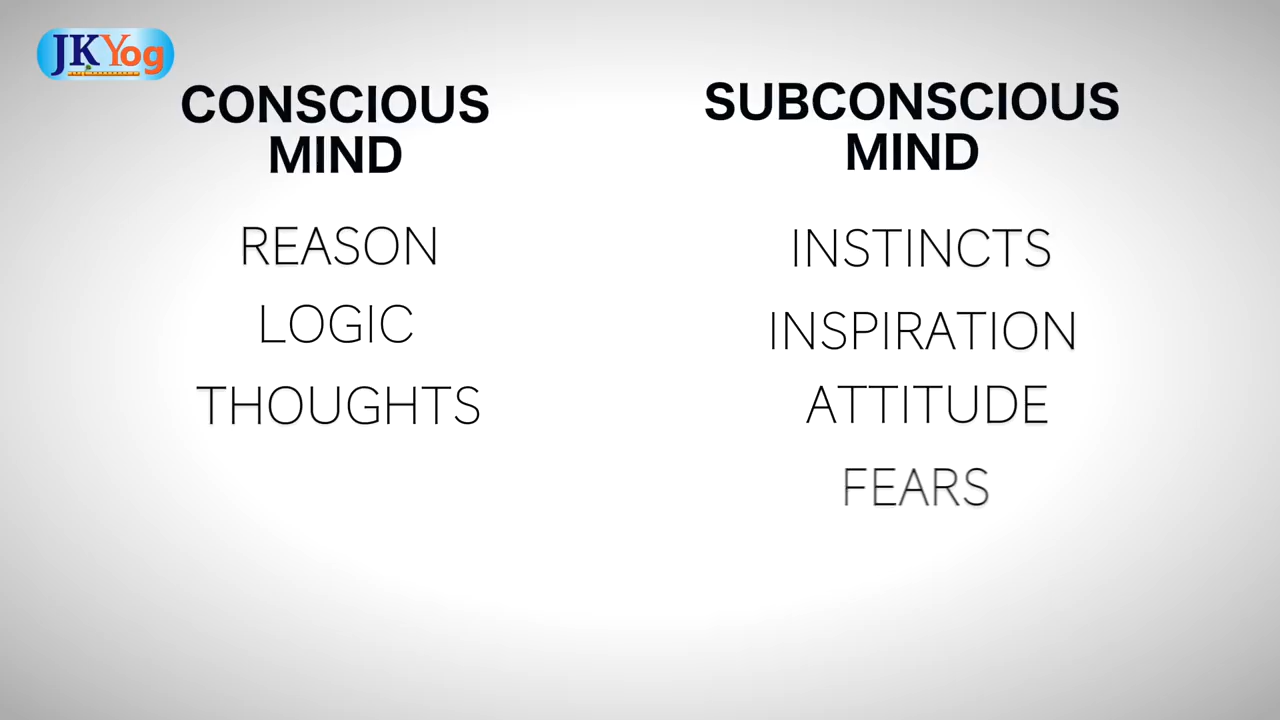 JKYog
CONSCIOUS
MIND
REASON
LOGIC
THOUGHTS
SUBCONSCIOUS
MIND
INSTINCTS
INSPIRATION
ATTITUDE
FEARS